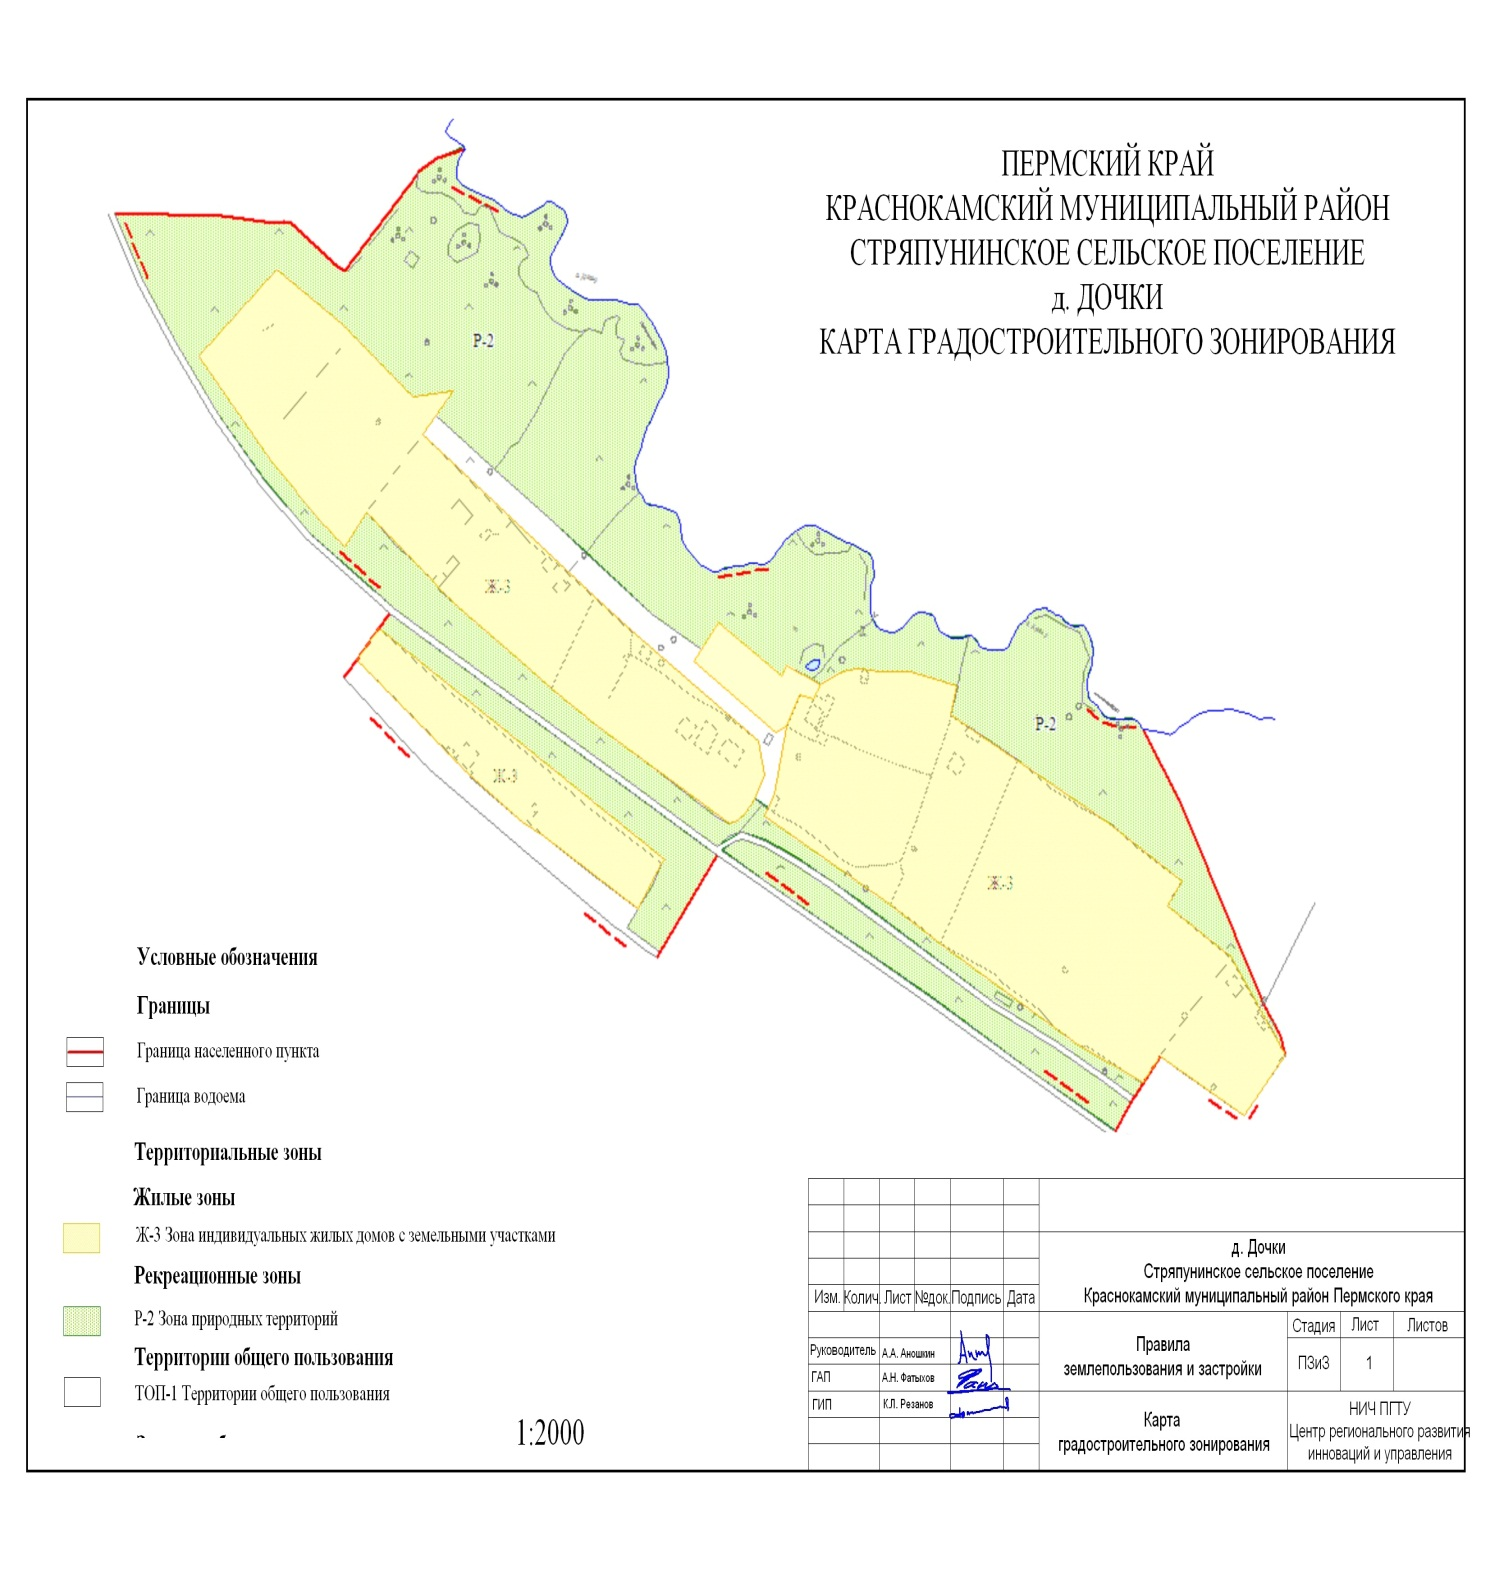 ПЕРМСКИЙ КРАЙ
КРАСНОКАМСКИЙ МУНИЦИПАЛЬНЫЙ РАЙОН
СТРЯПУНИНСКОЕ СЕЛЬСКОЕ ПОСЕЛЕНИЕ
д. ДОЧКИ
КАРТА ГРАДОСТРОИТЕЛЬНОГО ЗОНИРОВАНИЯ
Р-2
Ж-3
Р-2
Ж-3
Ж-3
Условные обозначения
Границы
Граница населенного пункта
Граница водоема
Территориальные зоны
Жилые зоны
Ж-3 Зона индивидуальных жилых домов с земельными участками
Рекреационные зоны
Р-2 Зона природных территорий
Территории общего пользования
ТОП-1 Территории общего пользования
1:2000
д. Дочки
Стряпунинское сельское поселение
Краснокамский муниципальный район Пермского края
Изм. Колич. Лист №док. Подпись Дата
Правила
землепользования и застройки
Стадия Лист Листов
ПЗиЗ 1
Руководитель А.А. Аношкин
ГАП А.Н. Фатыхов
ГИП К.Л. Резанов
Карта
градостроительного зонирования
НИЧ ПГТУ
Центр регионального развития
инноваций и управления